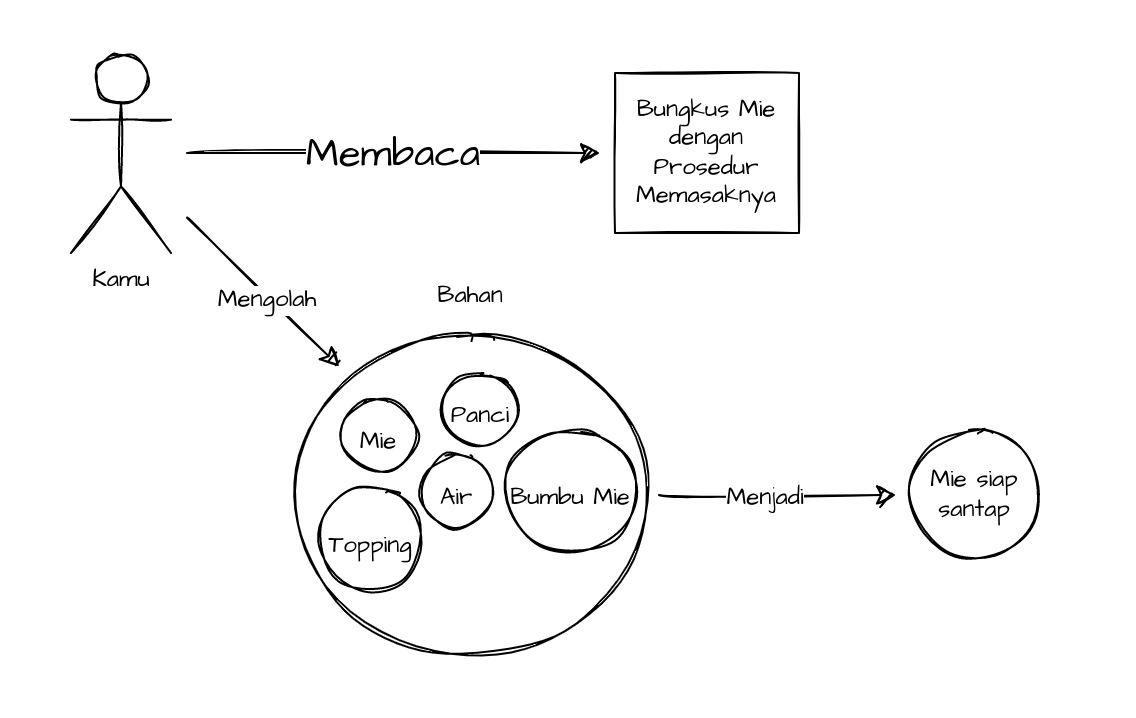 Membaca
Bungkus Mie
dengan
Prosedur
Memasaknya
Kamu
Mengolah
Bahan
Panci
Mie
Air
Bumbu Mie
Topping
Menjadi
Mie siap
santap